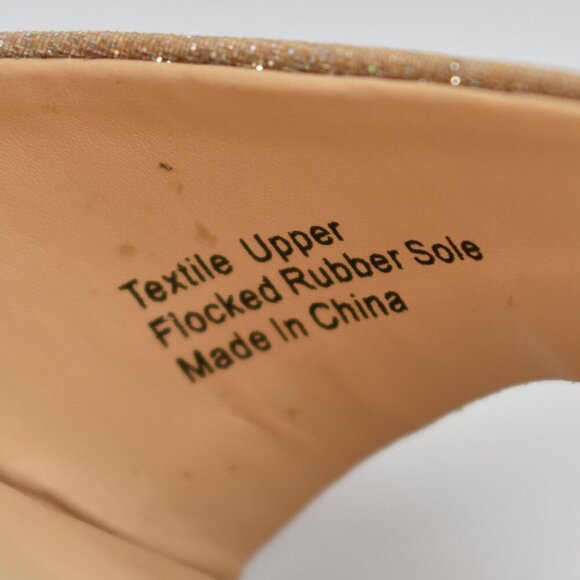 Textile Upper
Flocked Rubber Sole
Made In China